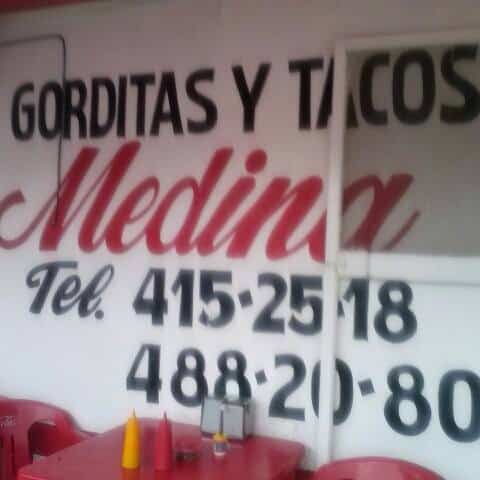 GORDITAS Y TACOS
Medina
Tel. 415-25-18
488-20-80